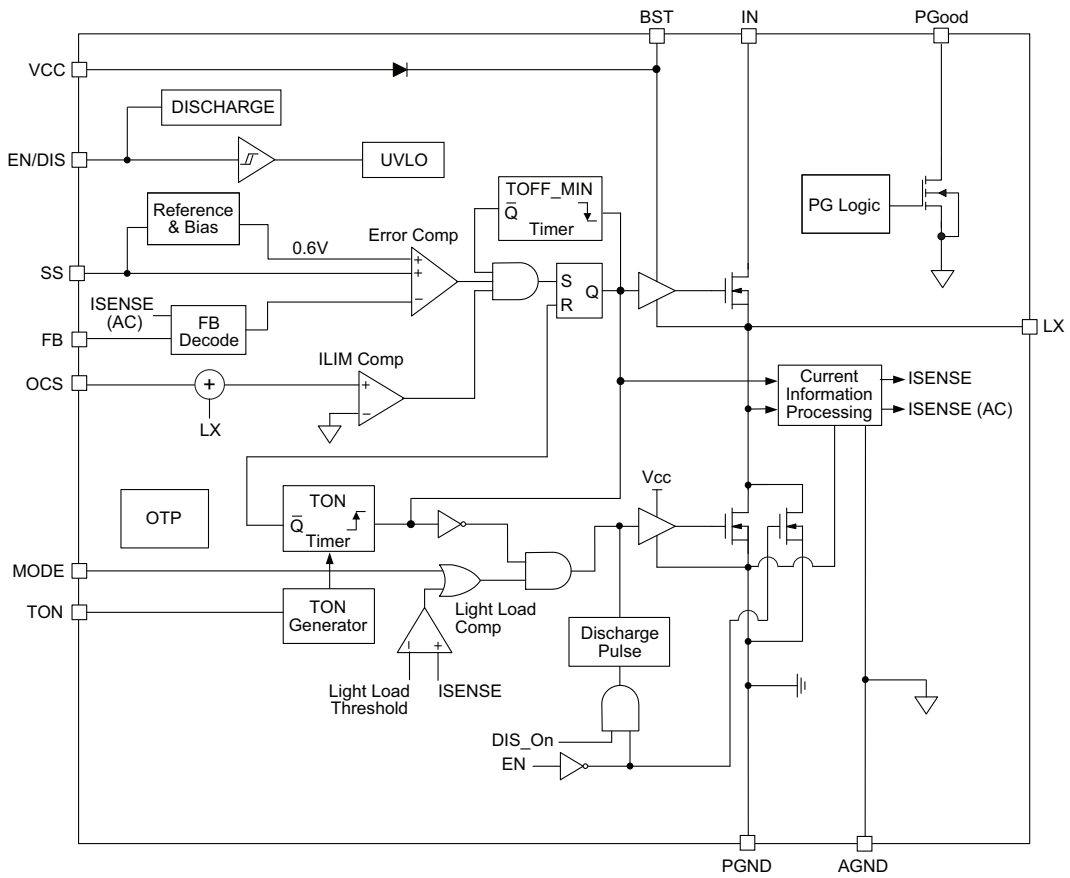 BST
IN
PGood
VCC
DISCHARGE
EN/DIS
UVLO
TOFF_MIN
Q̅
Timer
PG Logic
Reference
& Bias
0.6V
Error Comp
SS
S
Q
R
ISENSE
(AC)
FB
Decode
FB
LX
ILIM Comp
OCS
LX
Current
Information
Processing
ISENSE
ISENSE (AC)
Vcc
OTP
TON
Q̅
Timer
MODE
TON
TON
Generator
Light Load
Comp
Discharge
Pulse
Light Load
Threshold
ISENSE
DIS_On
EN
PGND
AGND